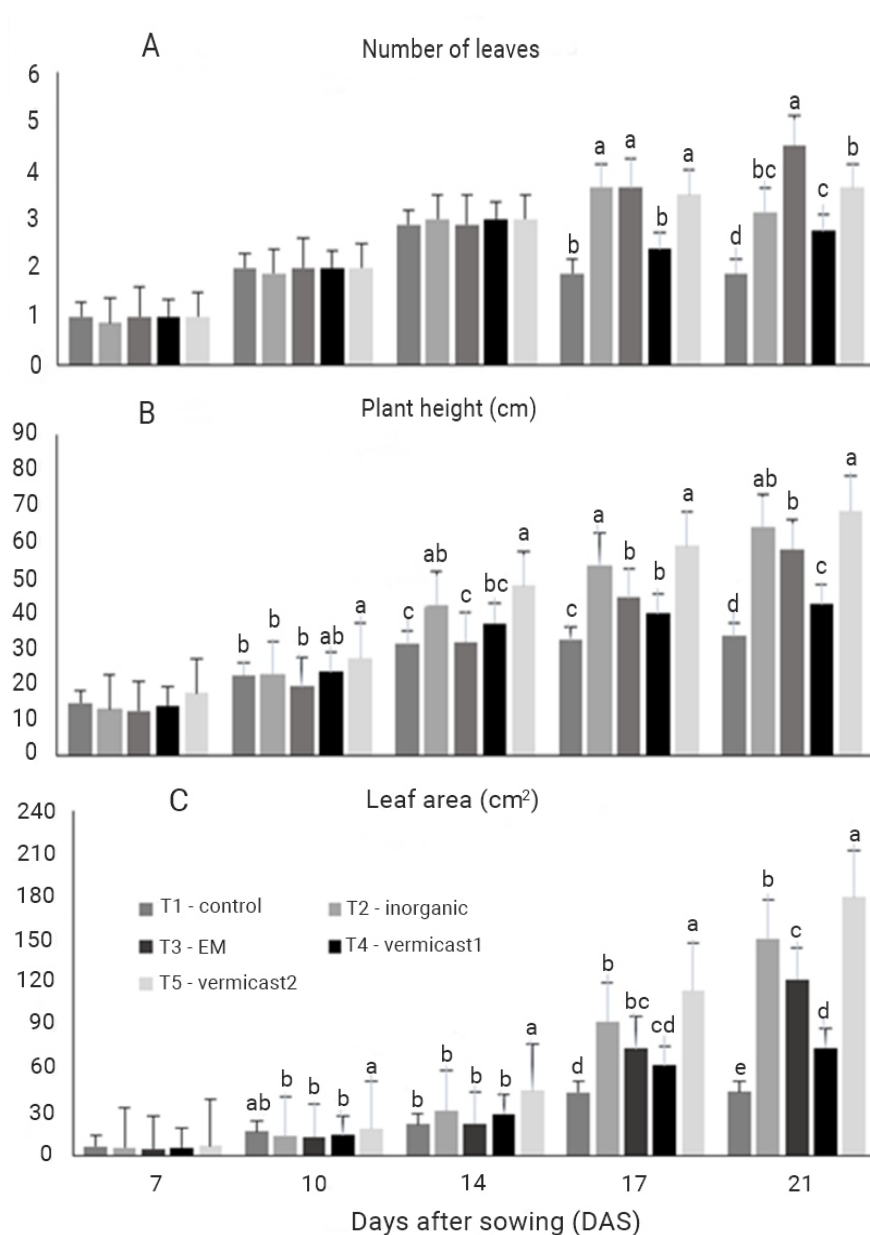 A
Number of leaves
6
5
4
3
2
1
0
b
a
a
b
a
d
bc
a
c
b
B
Plant height (cm)
90
80
70
60
50
40
30
20
10
0
b
b
b
ab
a
c
ab
c
bc
a
c
a
b
b
a
d
ab
b
c
a
C
Leaf area (cm²)
240
210
180
150
120
90
60
30
0
T1 - control
T2 - inorganic
T3 - EM
T4 - vermicast1
T5 - vermicast2
ab
b
b
b
a
b
b
b
b
a
d
b
bc
cd
a
e
b
c
d
a
7 10 14 17 21
Days after sowing (DAS)